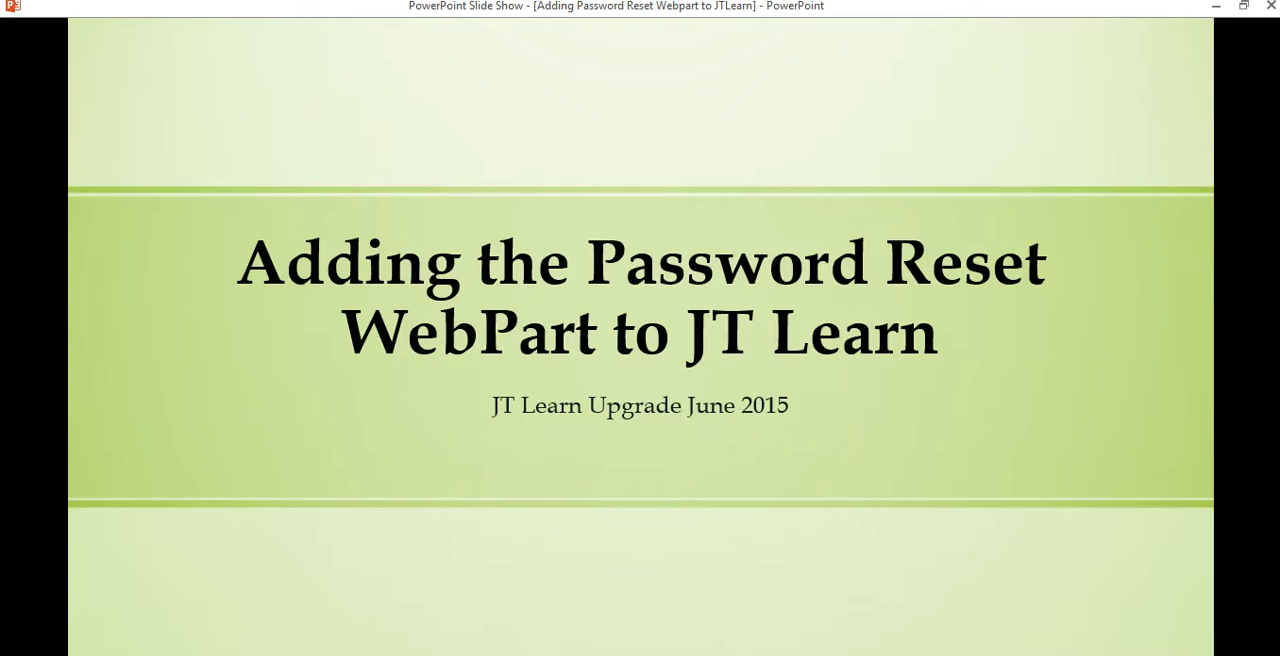 PowerPoint Slide Show - [Adding Password Reset Webpart to JTLearn] - PowerPoint
Adding the Password Reset
WebPart to JT Learn
JT Learn Upgrade June 2015